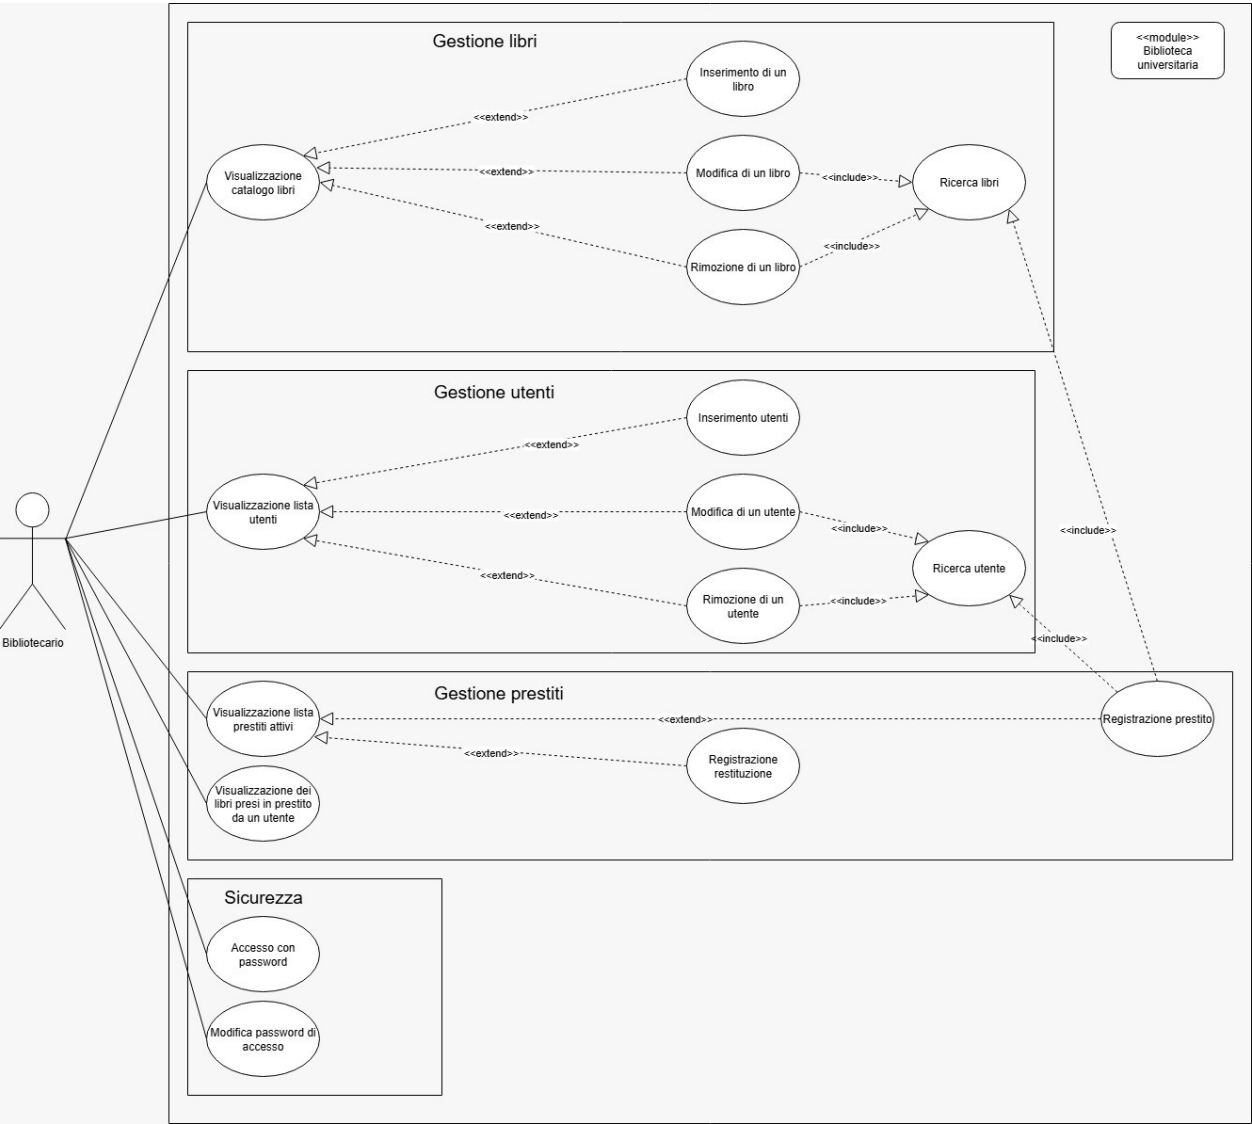 Gestione libri
<<module>>
Biblioteca
universitaria
Inserimento di un
libro
<<extend>>
Visualizzazione
catalogo libri
<<extend>>
Modifica di un libro
<<include>>
Ricerca libri
<<extend>>
<<include>>
Rimozione di un libro
Gestione utenti
Inserimento utenti
<<extend>>
Visualizzazione lista
utenti
<<extend>>
Modifica di un utente
<<include>>
<<include>>
Ricerca utente
<<extend>>
Rimozione di un
utente
<<include>>
<<include>>
Bibliotecario
Gestione prestiti
Visualizzazione lista
prestiti attivi
<<extend>>
Registrazione prestito
<<extend>>
Registrazione
restituzione
Visualizzazione dei
libri presi in prestito
da un utente
Sicurezza
Accesso con
password
Modifica password di
accesso